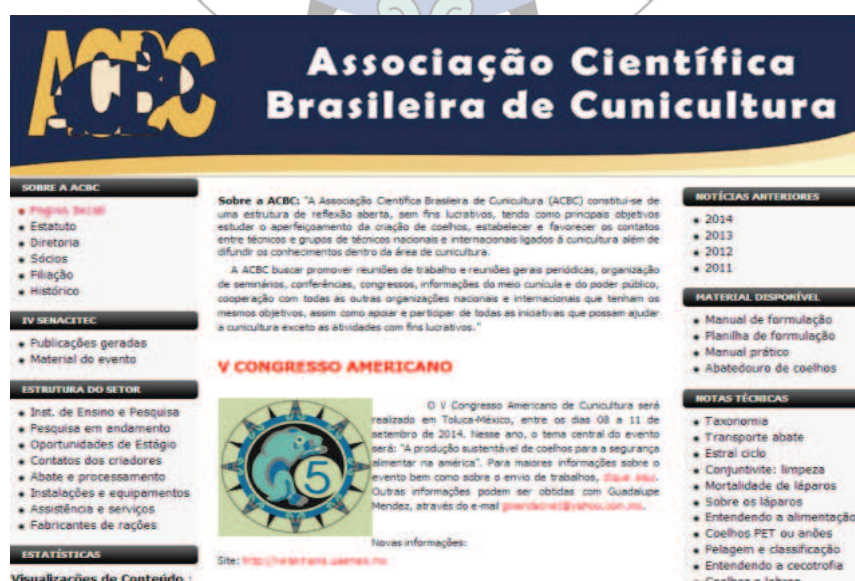 ACBC
Associação Científica
Brasileira de Cunicultura
SOBRE A ACBC
Página Inicial
Estatuto
Diretoria
Sócios
Filiação
Histórico
IV SENACITEC
Publicações geradas
Material do evento
ESTRUTURA DO SETOR
Inst. de Ensino e Pesquisa
Pesquisa em andamento
Oportunidades de Estágio
Contatos dos criadores
Abate e processamento
Instalações e equipamentos
Assistência e serviços
Fabricantes de rações
ESTATÍSTICAS
Visualizações de Conteúdo :
Sobre a ACBC: "A Associação Científica Brasileira de Cunicultura (ACBC) constitui-se de
uma estrutura de reflexão aberta, sem fins lucrativos, tendo como principais objetivos
estudar o aperfeiçoamento da criação de coelhos, estabelecer e favorecer os contatos
entre técnicos e grupos de técnicos nacionais e internacionais ligados à cunicultura além de
difundir os conhecimentos dentro da área de cunicultura.
A ACBC buscar promover reuniões de trabalho e reuniões gerais periódicas, organização
de seminários, conferências, congressos, informações do meio cunícula e do poder público,
cooperação com todas as outras organizações nacionais e internacionais que tenham os
mesmos objetivos, assim como apoiar e participar de todas as iniciativas que possam ajudar
a cunicultura exceto as atividades com fins lucrativos."
V CONGRESSO AMERICANO
5
O V Congresso Americano de Cunicultura será
realizado em Toluca-México, entre os dias 08 a 11 de
setembro de 2014. Nesse ano, o tema central do evento
será: "A produção sustentável de coelhos para a segurança
alimentar na américa". Para maiores informações sobre o
evento bem como sobre o envio de trabalhos, clique aqui.
Outras informações podem ser obtidas com Guadalupe
Mendez, através do e-mail
Novas informações:
Site:
NOTÍCIAS ANTERIORES
2014
2013
2012
2011
MATERIAL DISPONÍVEL
Manual de formulação
Planilha de formulação
Manual prático
Abatedouro de coelhos
NOTAS TÉCNICAS
Taxonomia
Transporte abate
Estral ciclo
Conjuntivite: limpeza
Mortalidade de láparos
Sobre os láparos
Entendendo a alimentação
Coelhos PET ou anões
Pelagem e classificação
Entendendo a cecotrofia
Coelhos e lebres